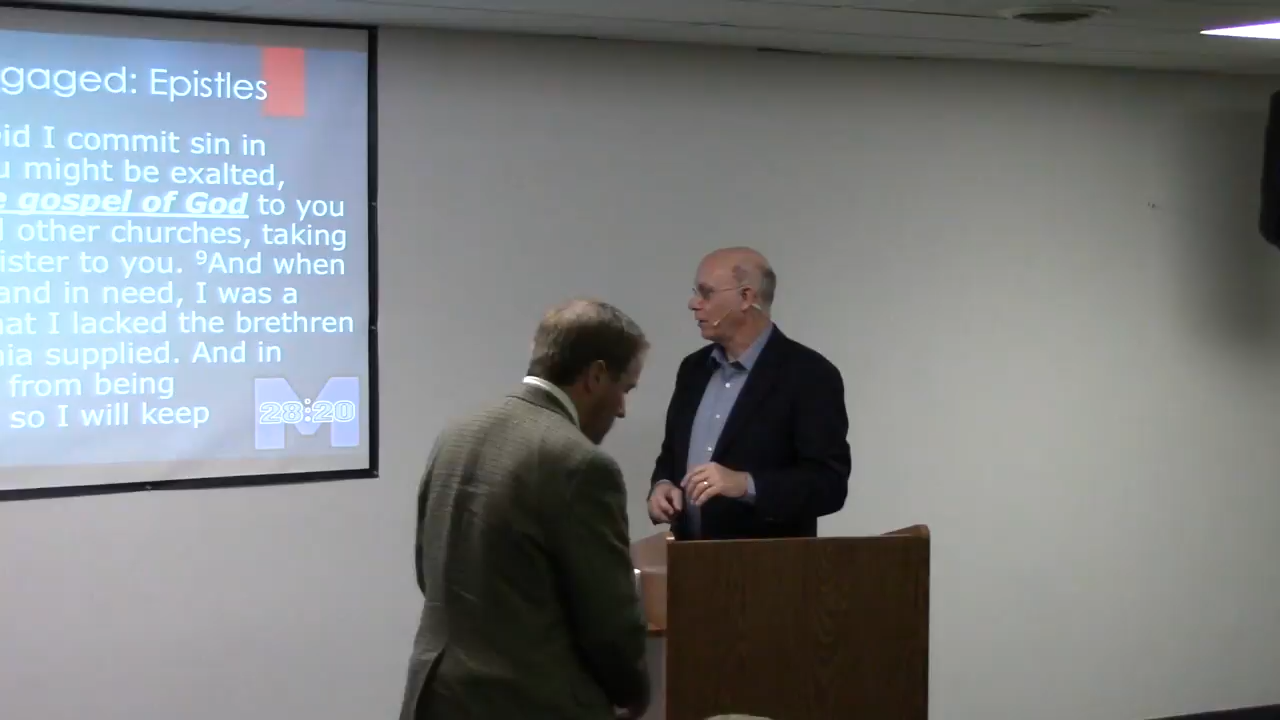 gaged: Epistles
id I commit sin in
u might be exalted,
e gospel of God to you
other churches, taking
ister to you. ⁹And when
and in need, I was a
at I lacked the brethren
ia supplied. And in
from being
so I will keep
M
28:20